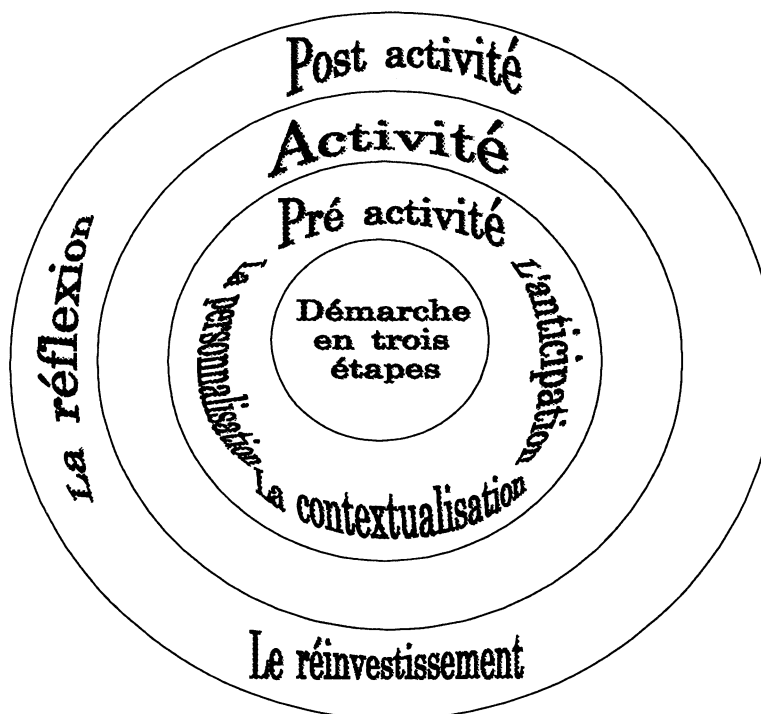 Post activité
Activité
Pré activité
La personnalisation
L'anticipation
Démarche
en trois
étapes
La réflexion
La contextualisation
Le réinvestissement